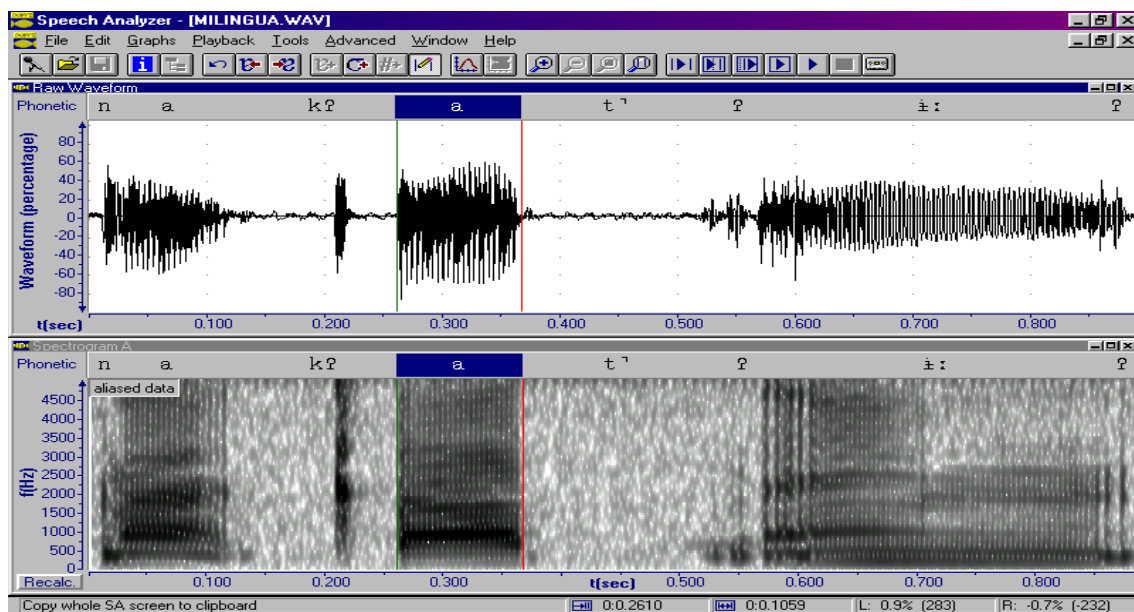 Speech Analyzer - [MILINGUA.WAV]
File Edit Graphs Playback Tools Advanced Window Help
Raw Waveform
Phonetic n a kʔ a t̚ ʔ ɨː ʔ
Waveform (percentage)
80
60
40
20
0
-20
-40
-60
-80
t(sec) 0.100 0.200 0.300 0.400 0.500 0.600 0.700 0.800
Spectrogram A
Phonetic n a kʔ a t̚ ʔ ɨː ʔ
aliased data
f(Hz)
4500
4000
3500
3000
2500
2000
1500
1000
500
0
Recalc. 0.100 0.200 0.300 t(sec) 0.500 0.600 0.700 0.800
Copy whole SA screen to clipboard 0:0.2610 0:0.1059 L: 0.9% (283) R: -0.7% (-232)